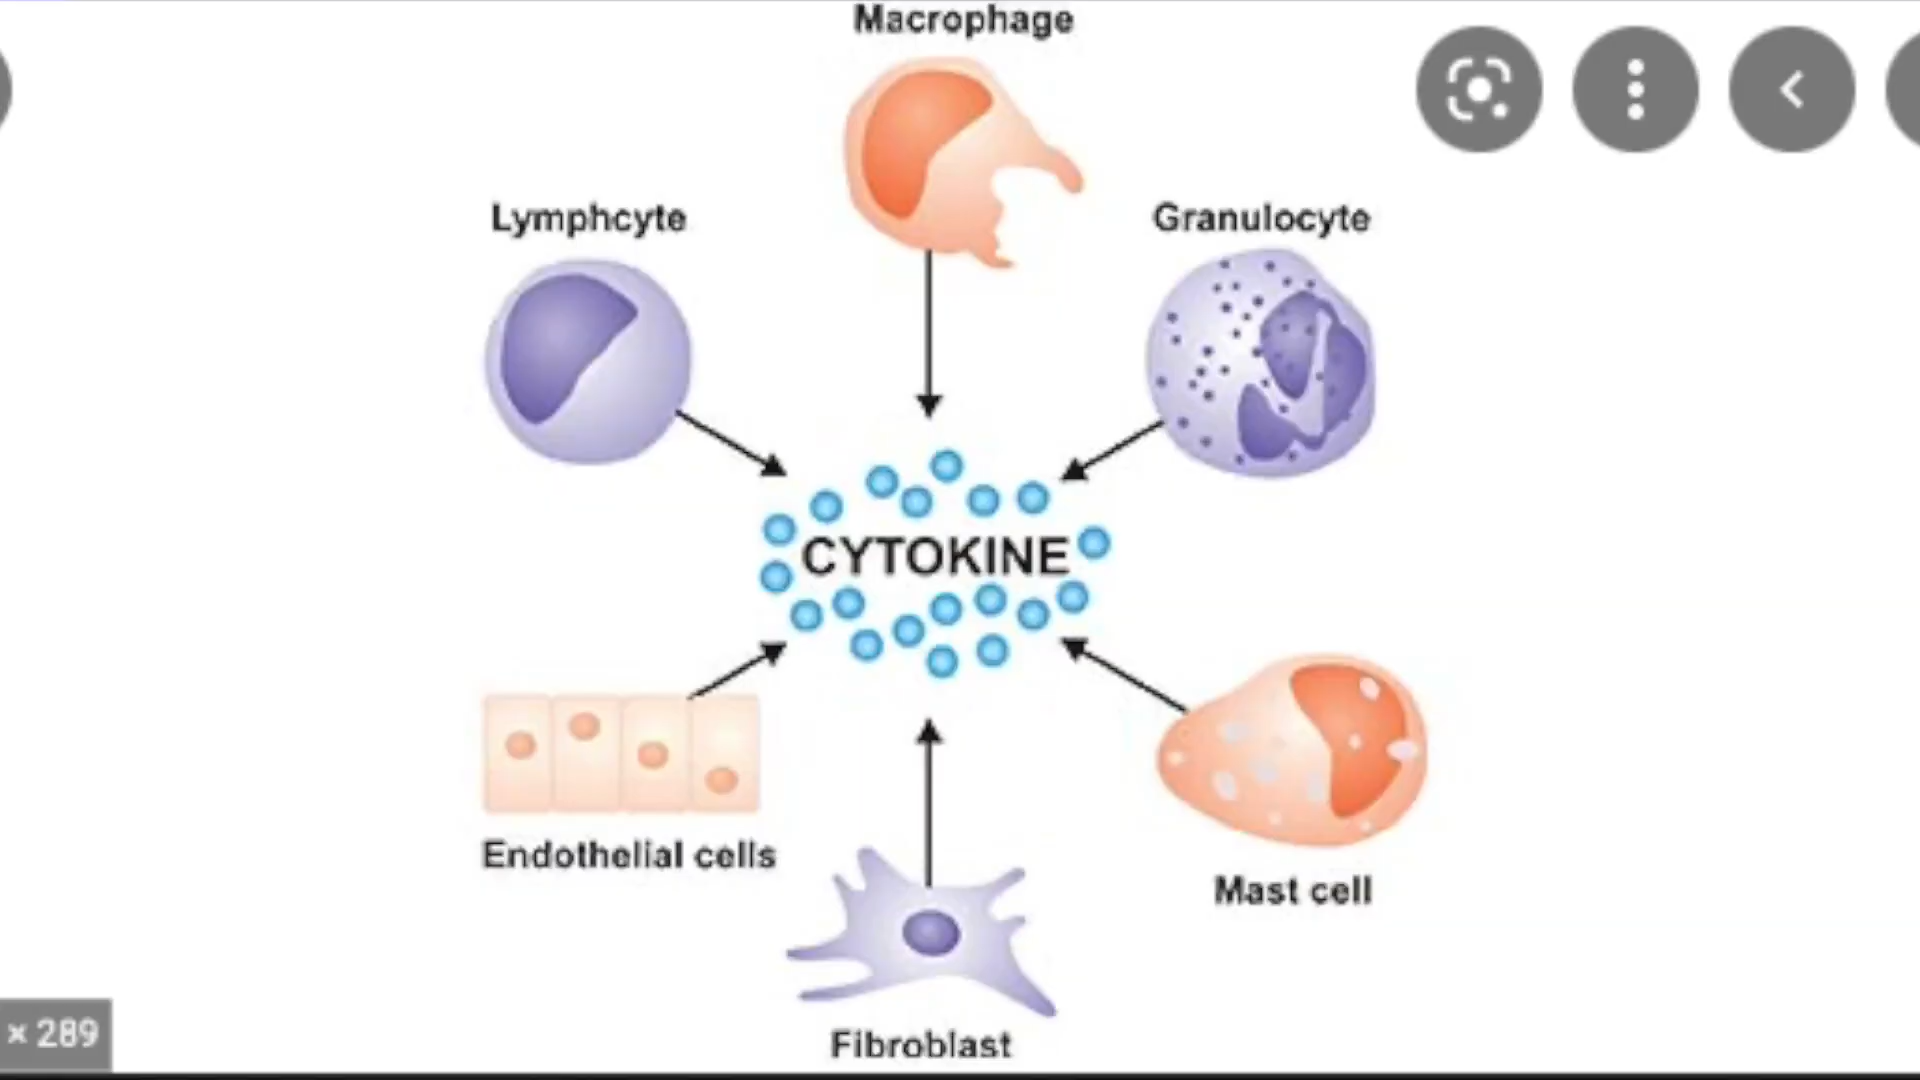 Macrophage
Lymphcyte
Granulocyte
CYTOKINE
Endothelial cells
Mast cell
Fibroblast
× 289